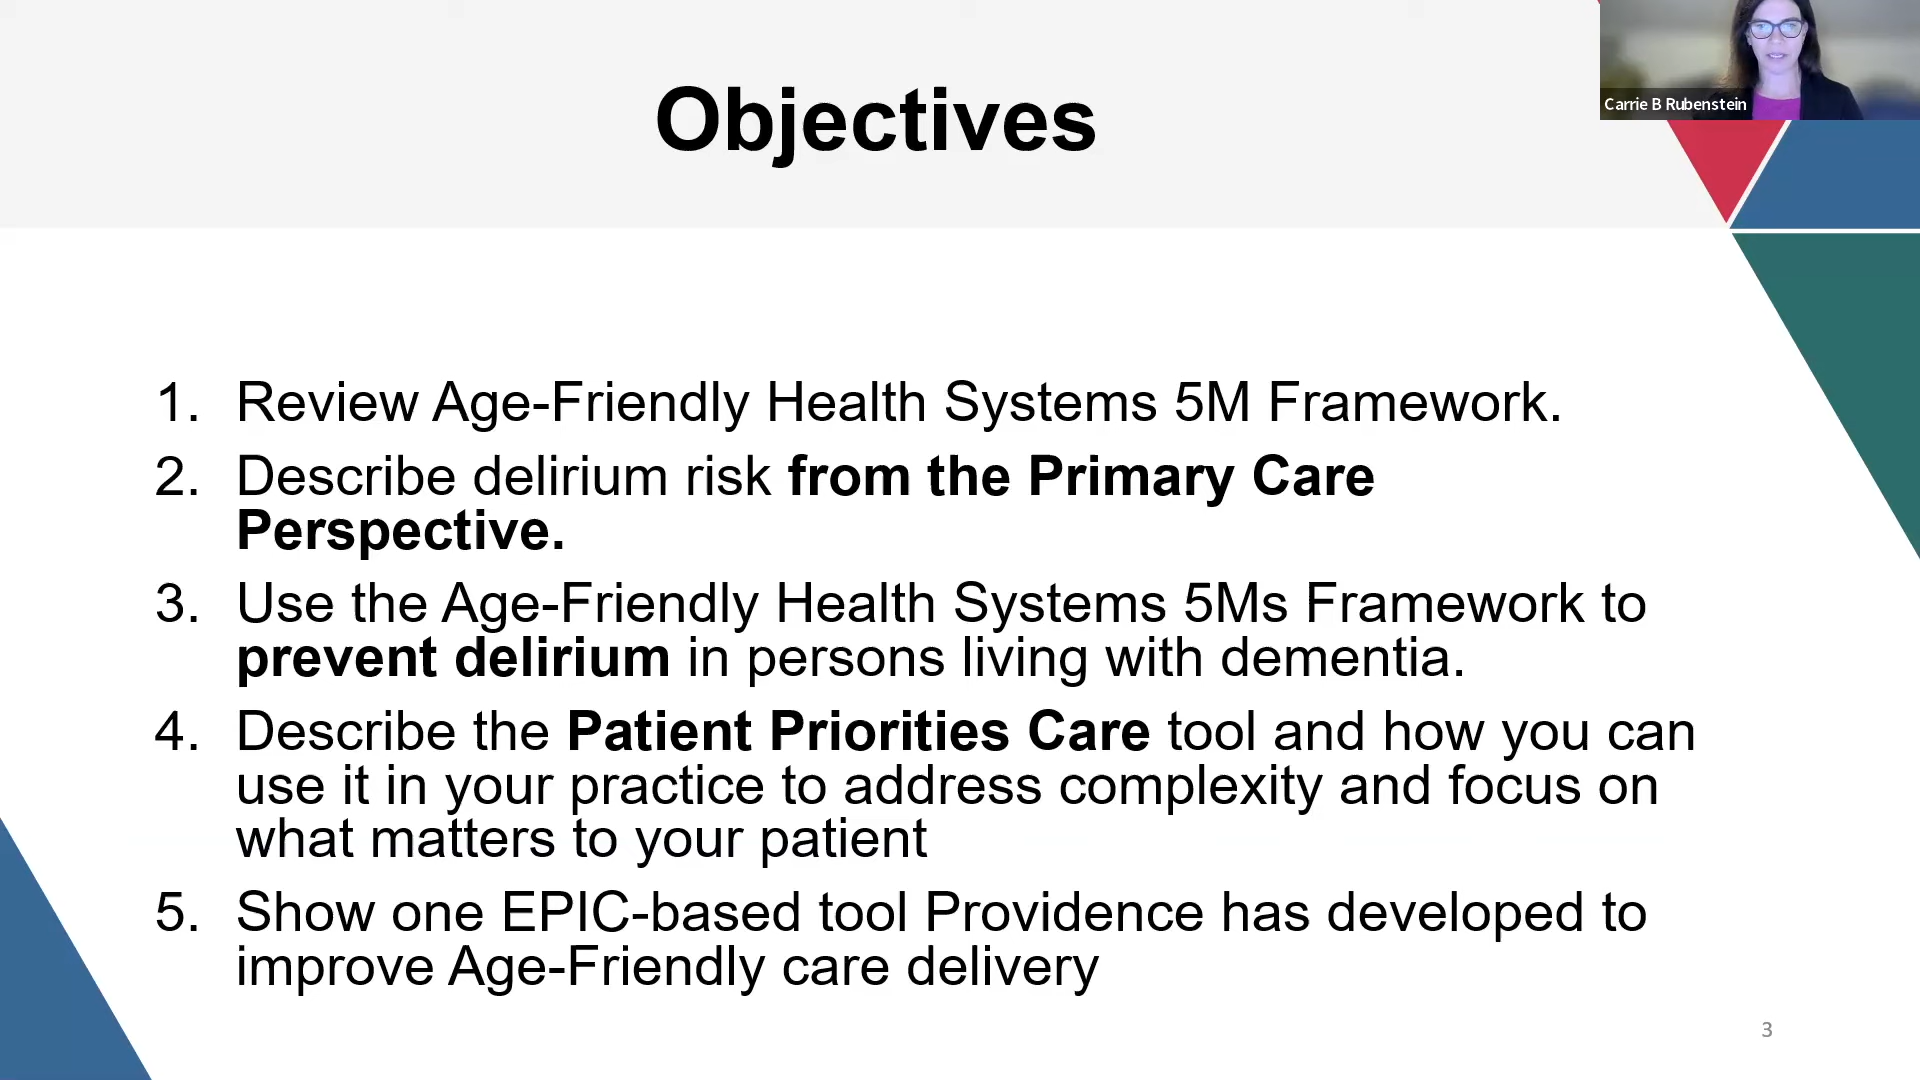 Objectives
Carrie B Rubenstein
1. Review Age-Friendly Health Systems 5M Framework.
2. Describe delirium risk from the Primary Care
Perspective.
3. Use the Age-Friendly Health Systems 5Ms Framework to
prevent delirium in persons living with dementia.
4. Describe the Patient Priorities Care tool and how you can
use it in your practice to address complexity and focus on
what matters to your patient
5. Show one EPIC-based tool Providence has developed to
improve Age-Friendly care delivery
3